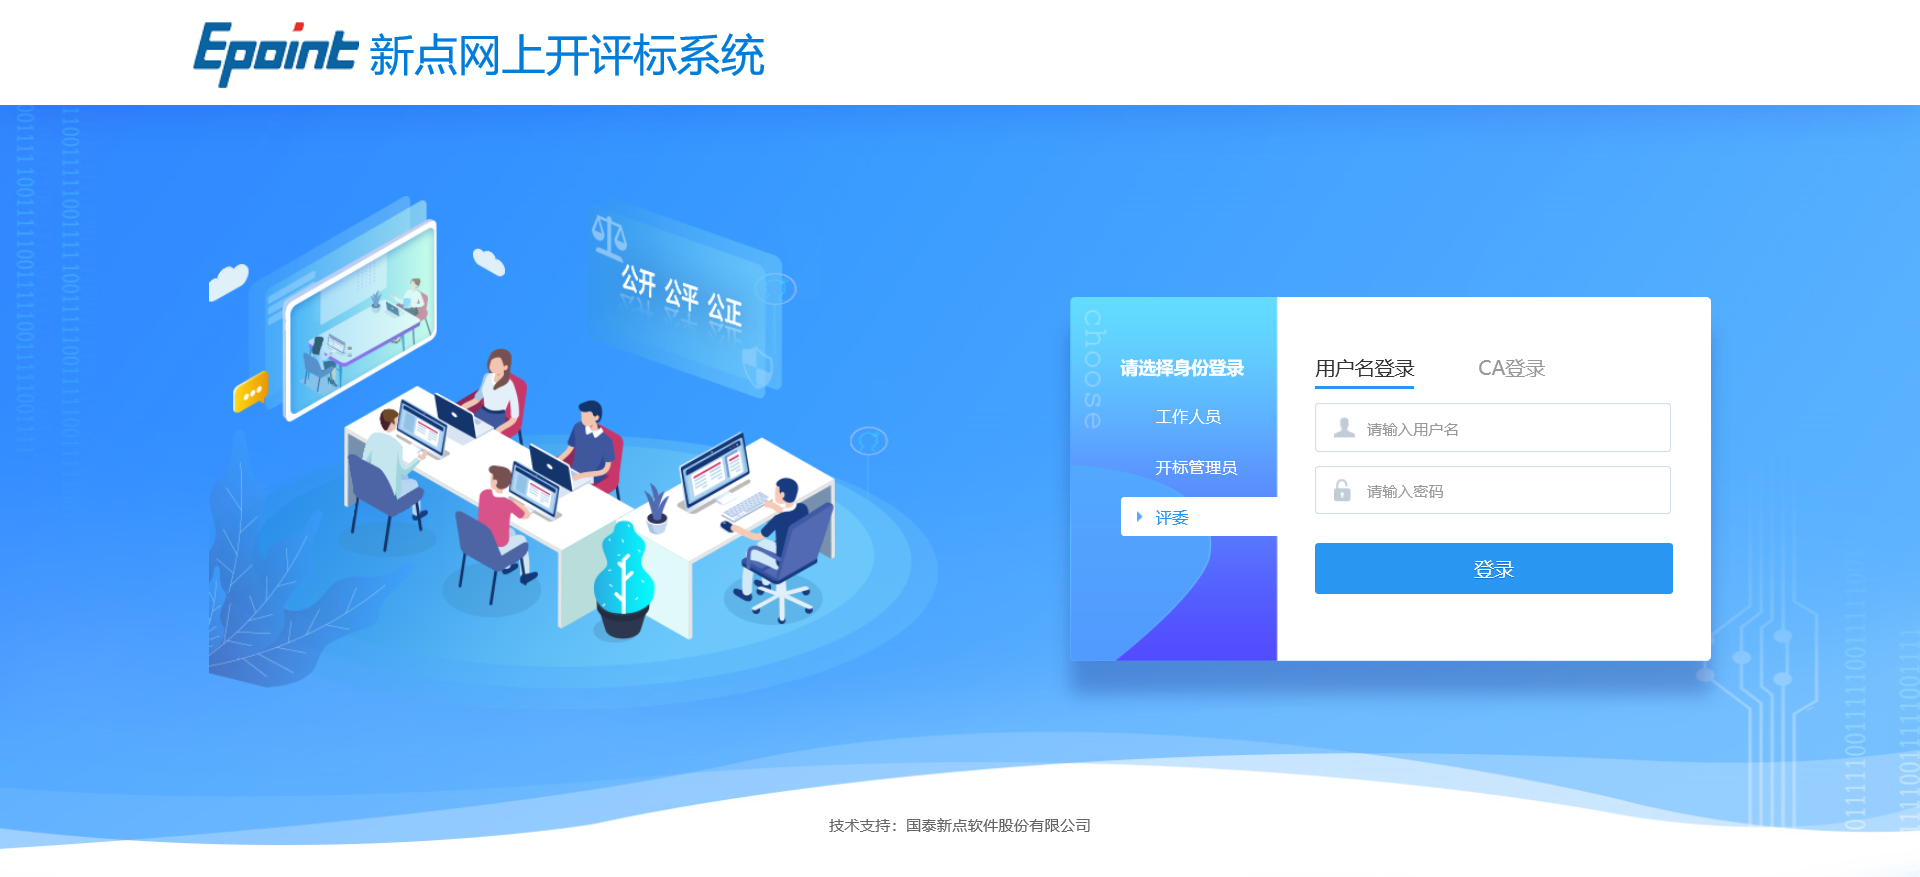 Epoint 新点网上开评标系统
公开 公平 公正
choose
请选择身份登录
工作人员
开标管理员
评委
用户名登录 CA登录
请输入用户名
请输入密码
登录
技术支持：国泰新点软件股份有限公司